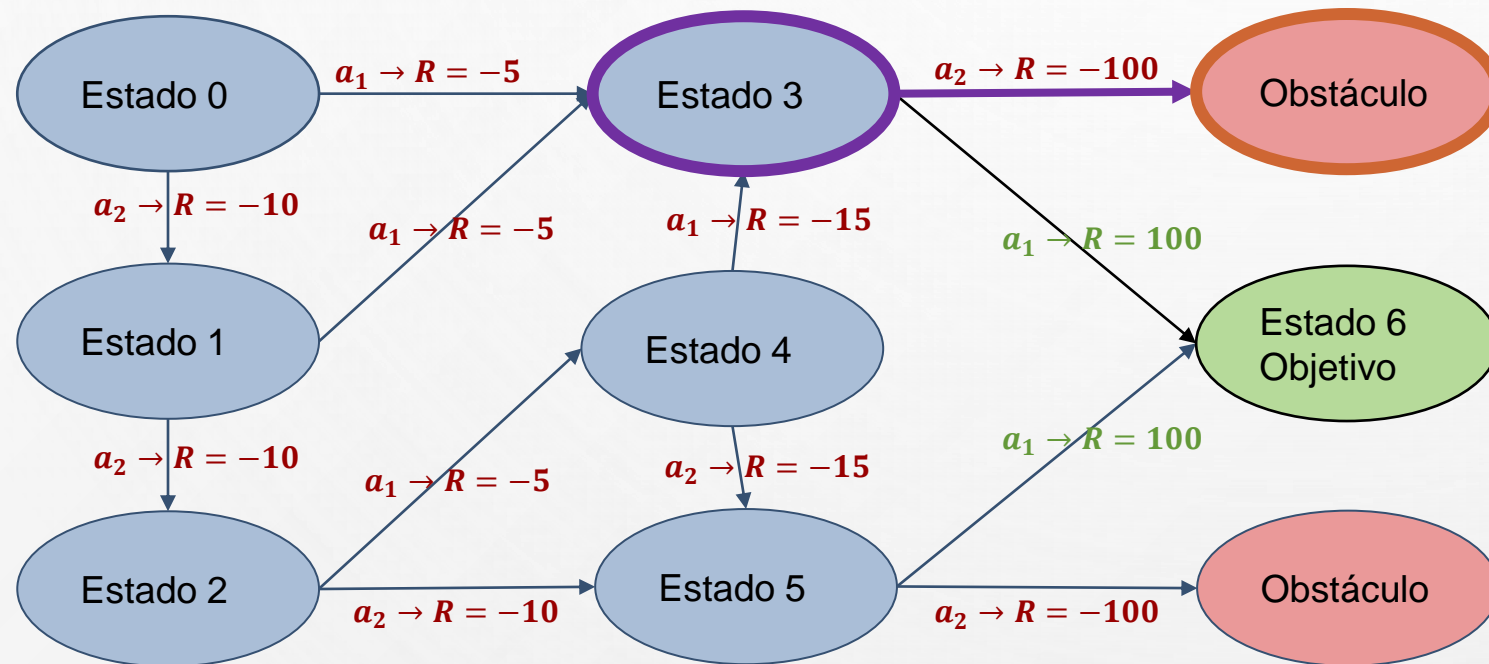 Estado 0
a₁ → R = −5
Estado 3
a₂ → R = −100
Obstáculo
a₂ → R = −10
a₁ → R = −5
a₁ → R = −15
a₁ → R = 100
Estado 1
Estado 4
Estado 6
Objetivo
a₂ → R = −10
a₁ → R = −5
a₂ → R = −15
a₁ → R = 100
Estado 2
a₂ → R = −10
Estado 5
a₂ → R = −100
Obstáculo